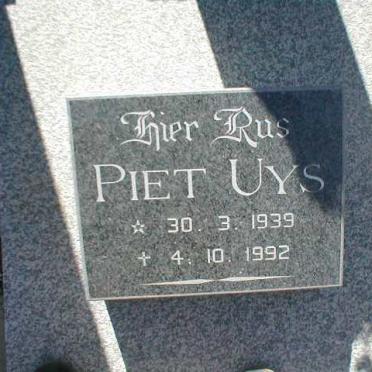 Hier Rus
PIET UYS
☆ 30. 3. 1939
✝ 4. 10. 1992